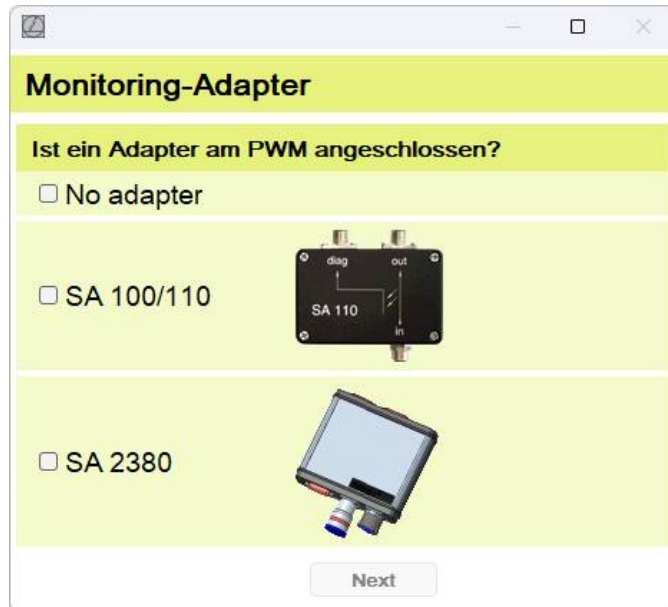 Monitoring-Adapter
Ist ein Adapter am PWM angeschlossen?
No adapter
SA 100/110
diag out
SA 110
in
SA 2380
Next